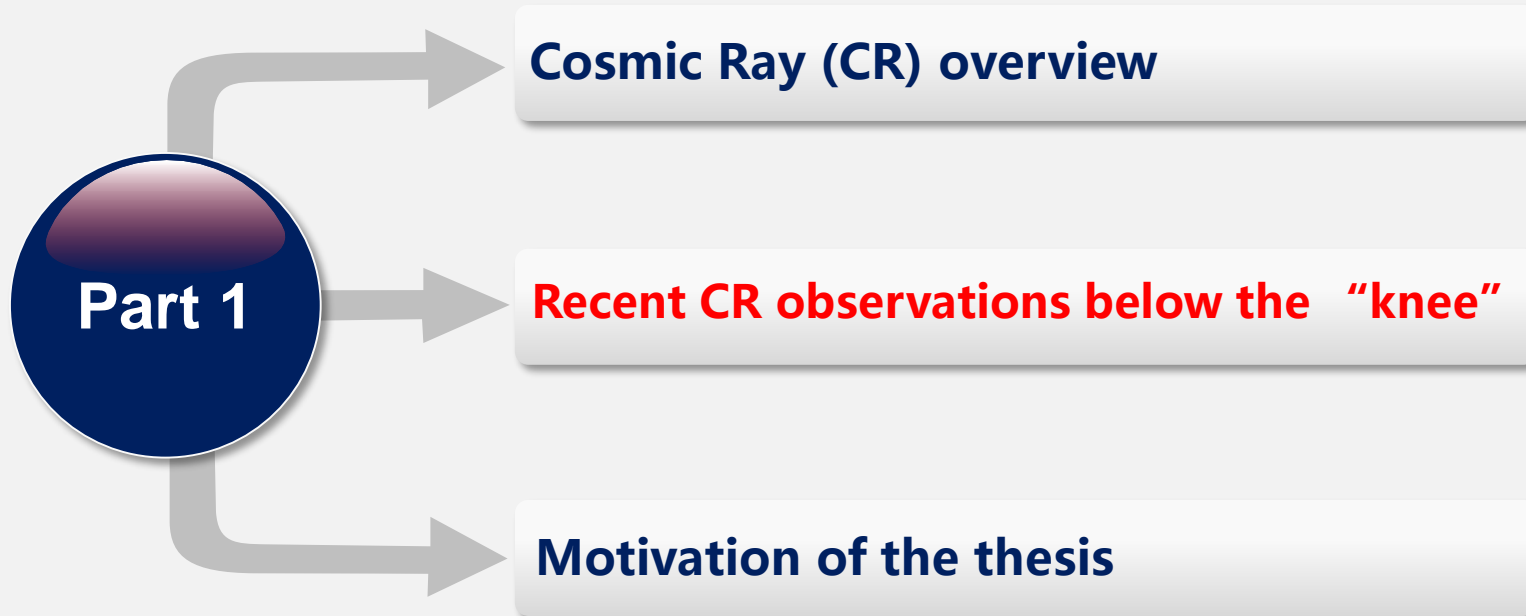 Cosmic Ray (CR) overview
Part 1
Recent CR observations below the “knee”
Motivation of the thesis